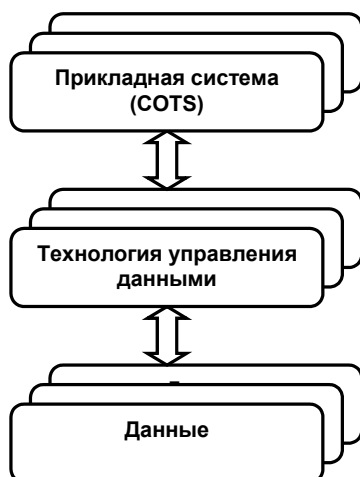 Прикладная система
(COTS)
Технология управления
данными
Данные